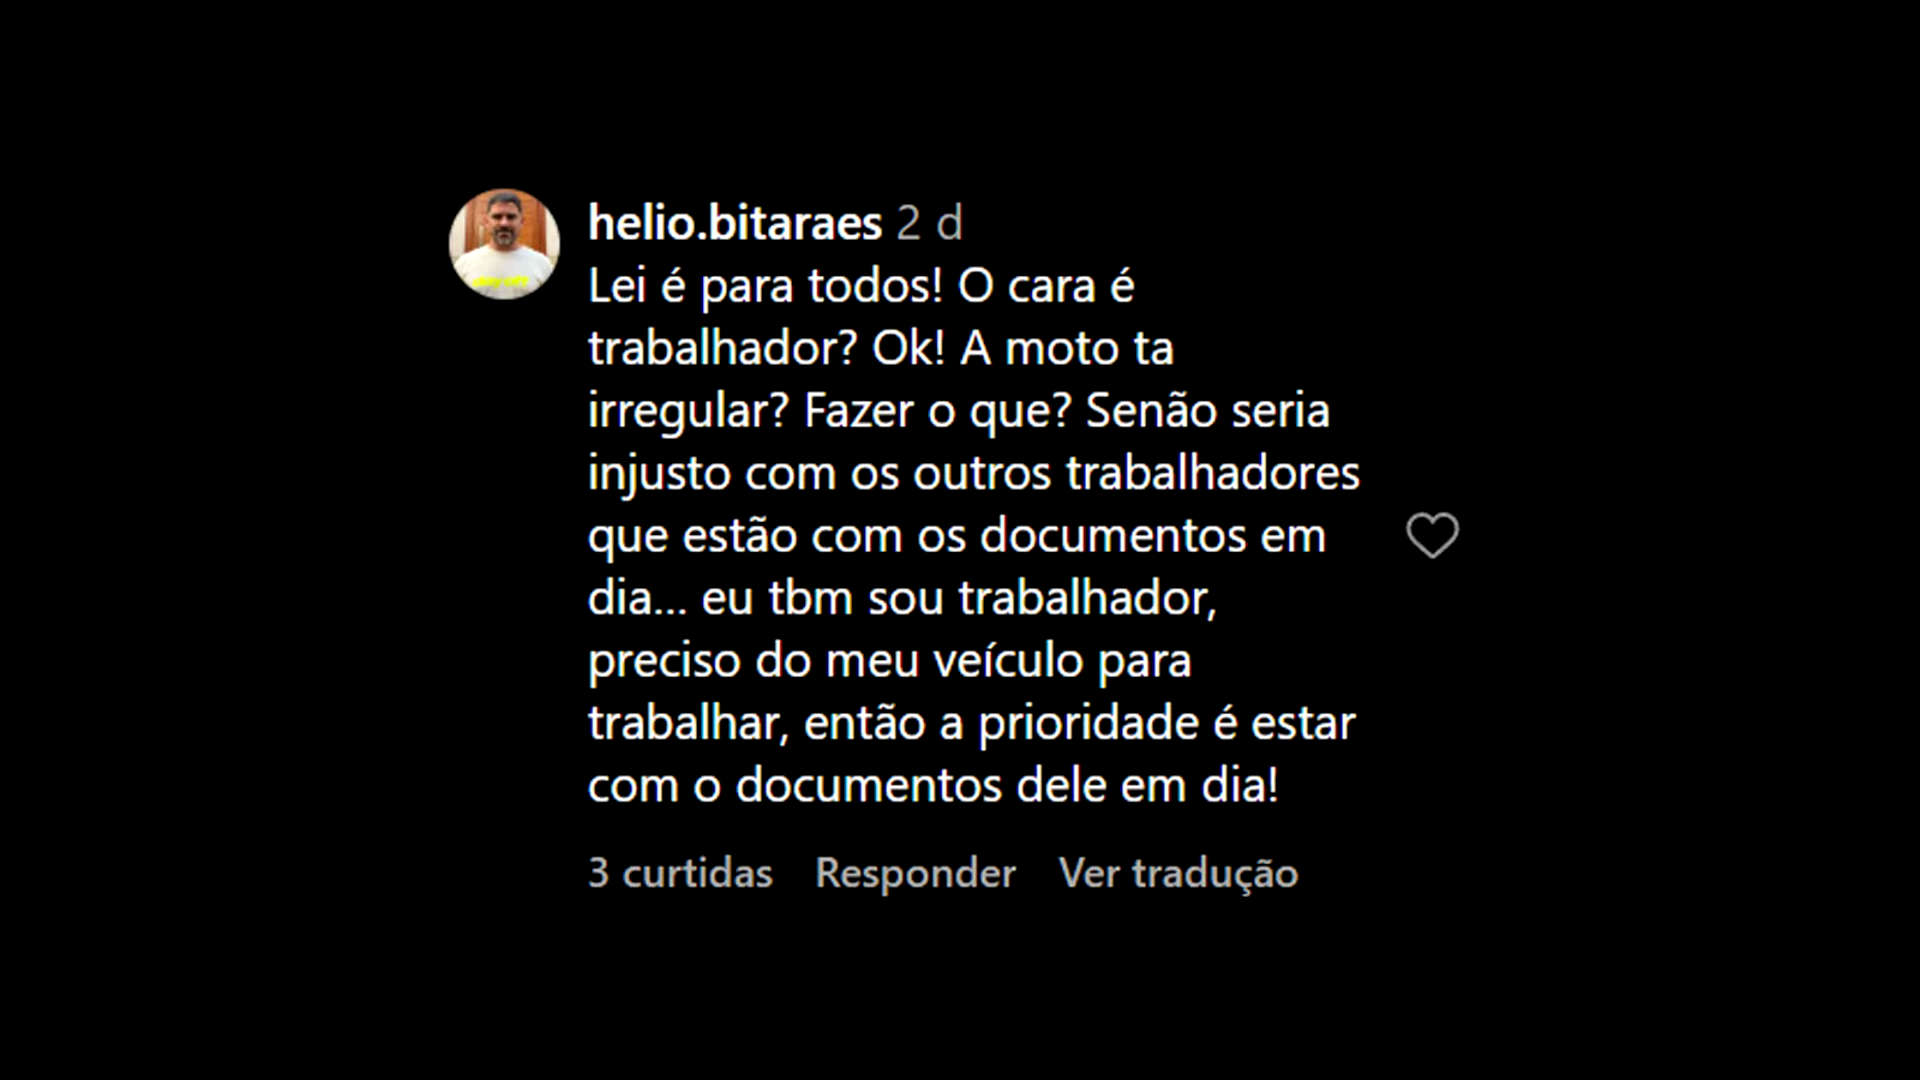 helio.bitaraes 2 d
Lei é para todos! O cara é
trabalhador? Ok! A moto ta
irregular? Fazer o que? Senão seria
injusto com os outros trabalhadores
que estão com os documentos em
dia... eu tbm sou trabalhador,
preciso do meu veículo para
trabalhar, então a prioridade é estar
com o documentos dele em dia!
3 curtidas Responder Ver tradução